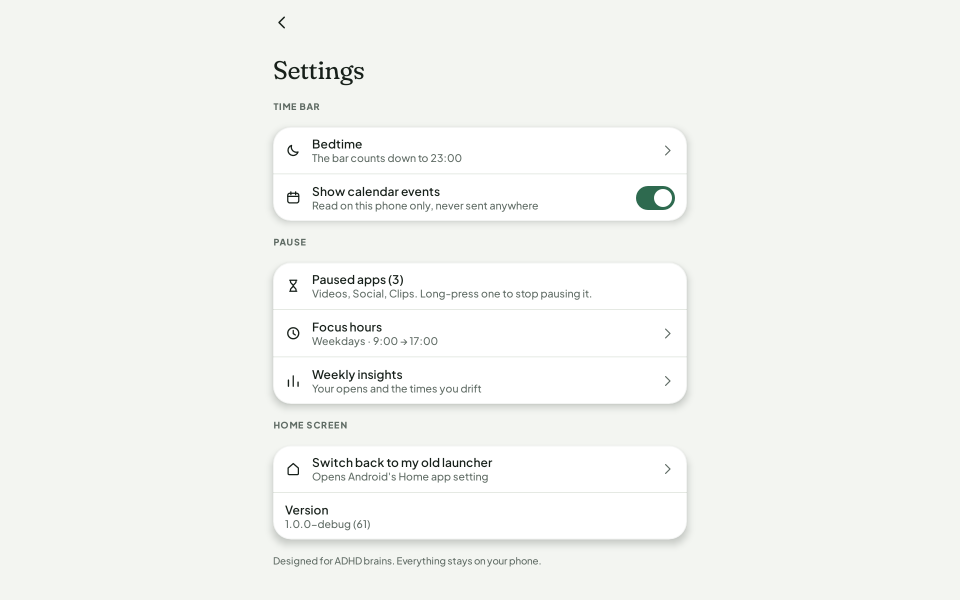 Settings
TIME BAR
Bedtime
The bar counts down to 23:00
Show calendar events
Read on this phone only, never sent anywhere
PAUSE
Paused apps (3)
Videos, Social, Clips. Long-press one to stop pausing it.
Focus hours
Weekdays · 9:00 → 17:00
Weekly insights
Your opens and the times you drift
HOME SCREEN
Switch back to my old launcher
Opens Android's Home app setting
Version
1.0.0-debug (61)
Designed for ADHD brains. Everything stays on your phone.